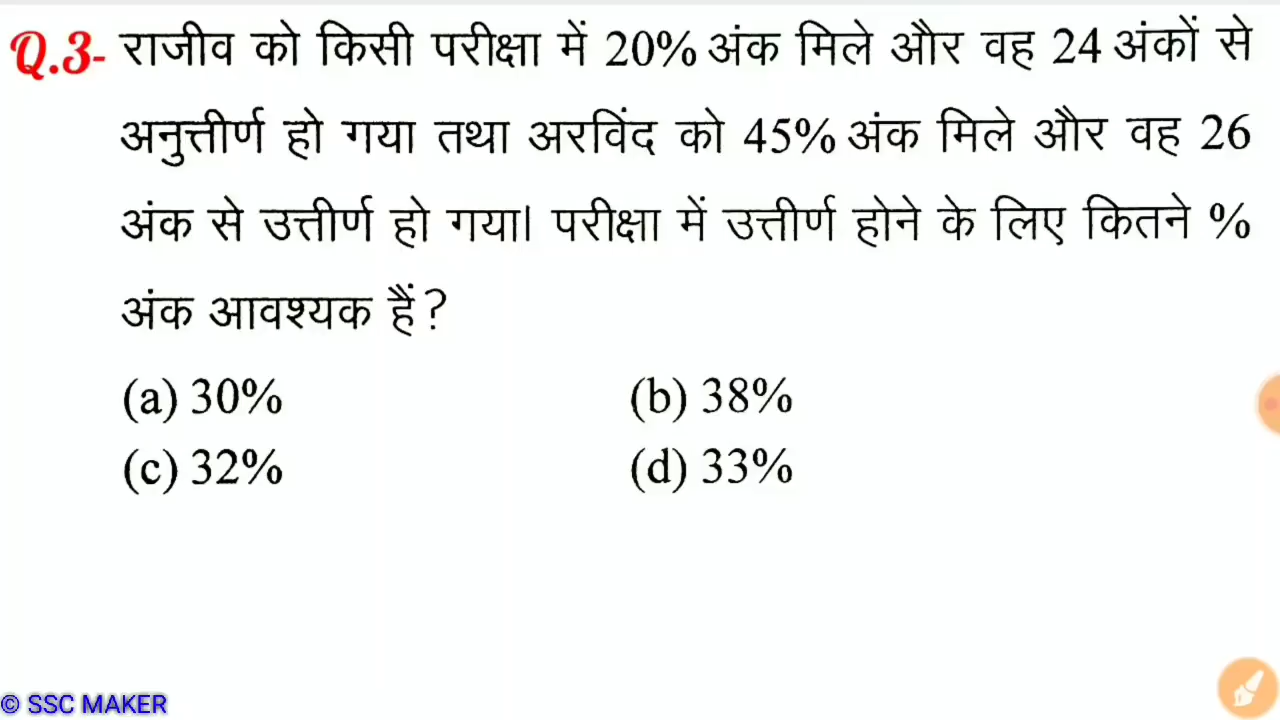 Q.3- राजीव को किसी परीक्षा में 20% अंक मिले और वह 24 अंकों से
अनुत्तीर्ण हो गया तथा अरविंद को 45% अंक मिले और वह 26
अंक से उत्तीर्ण हो गया। परीक्षा में उत्तीर्ण होने के लिए कितने %
अंक आवश्यक हैं?
(a) 30% (b) 38%
(c) 32% (d) 33%
© SSC MAKER